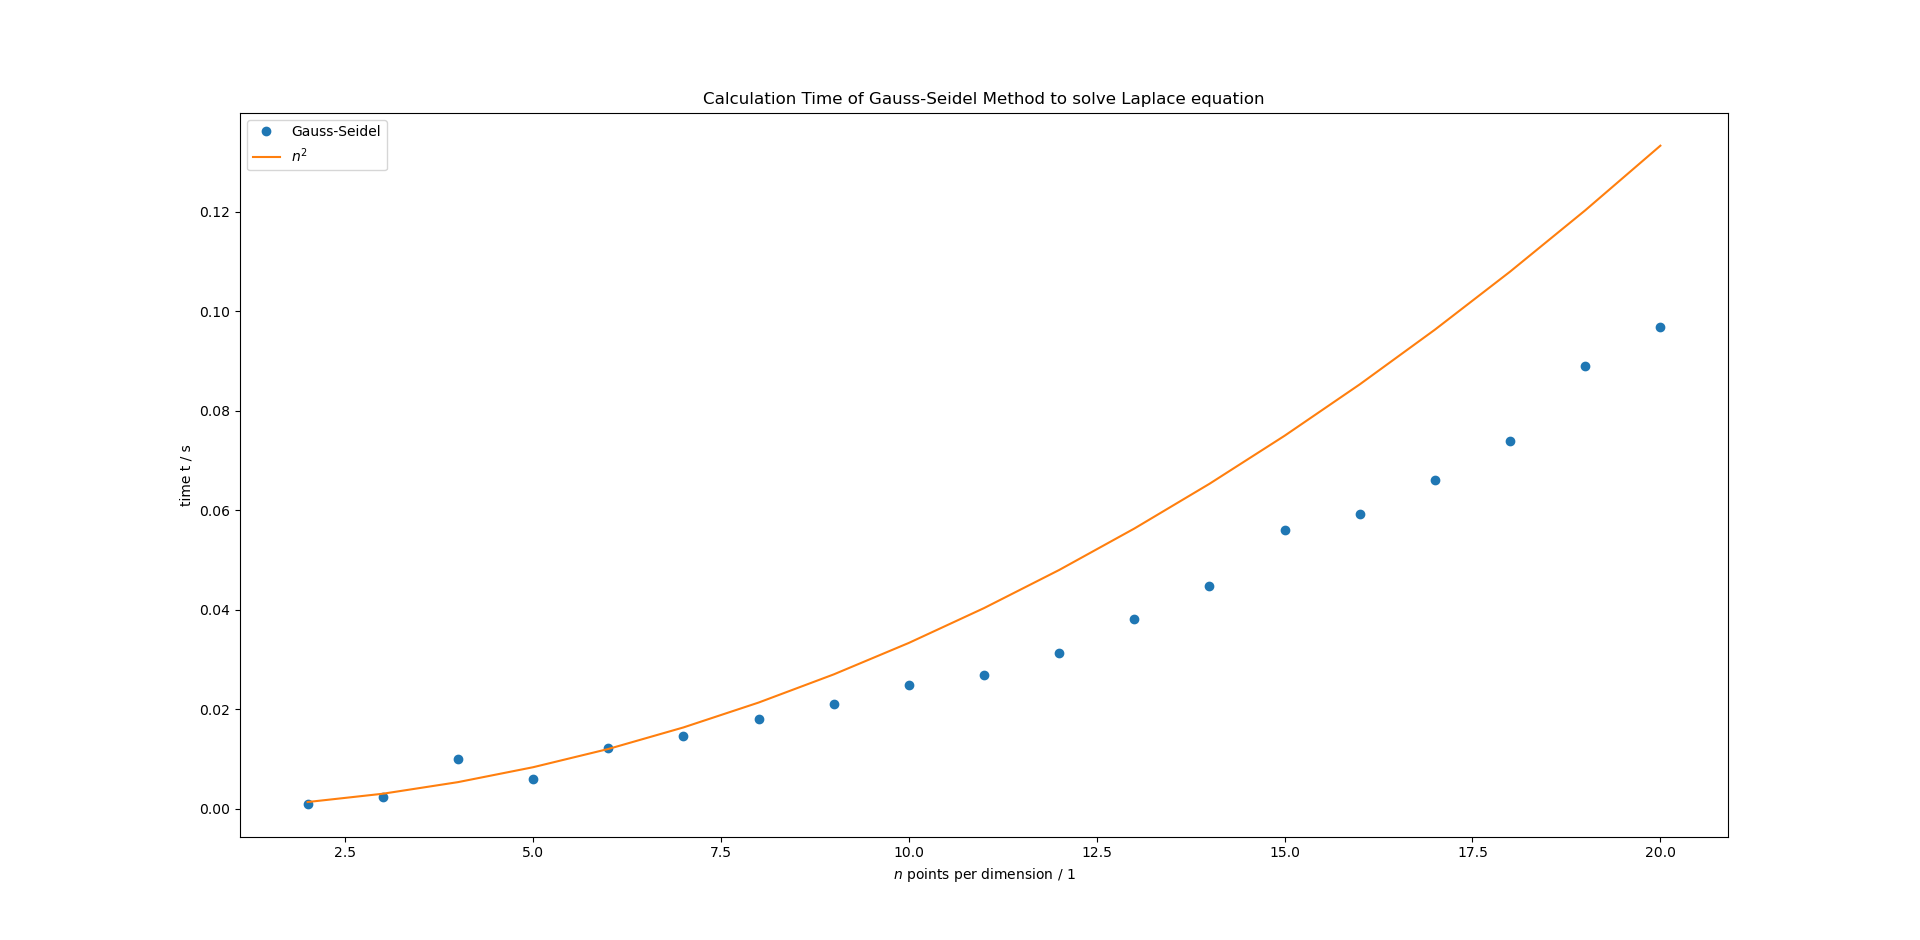 Calculation Time of Gauss-Seidel Method to solve Laplace equation
Gauss-Seidel
n²
0.12
0.10
0.08
0.06
0.04
0.02
0.00
time t / s
2.5 5.0 7.5 10.0 12.5 15.0 17.5 20.0
n points per dimension / 1